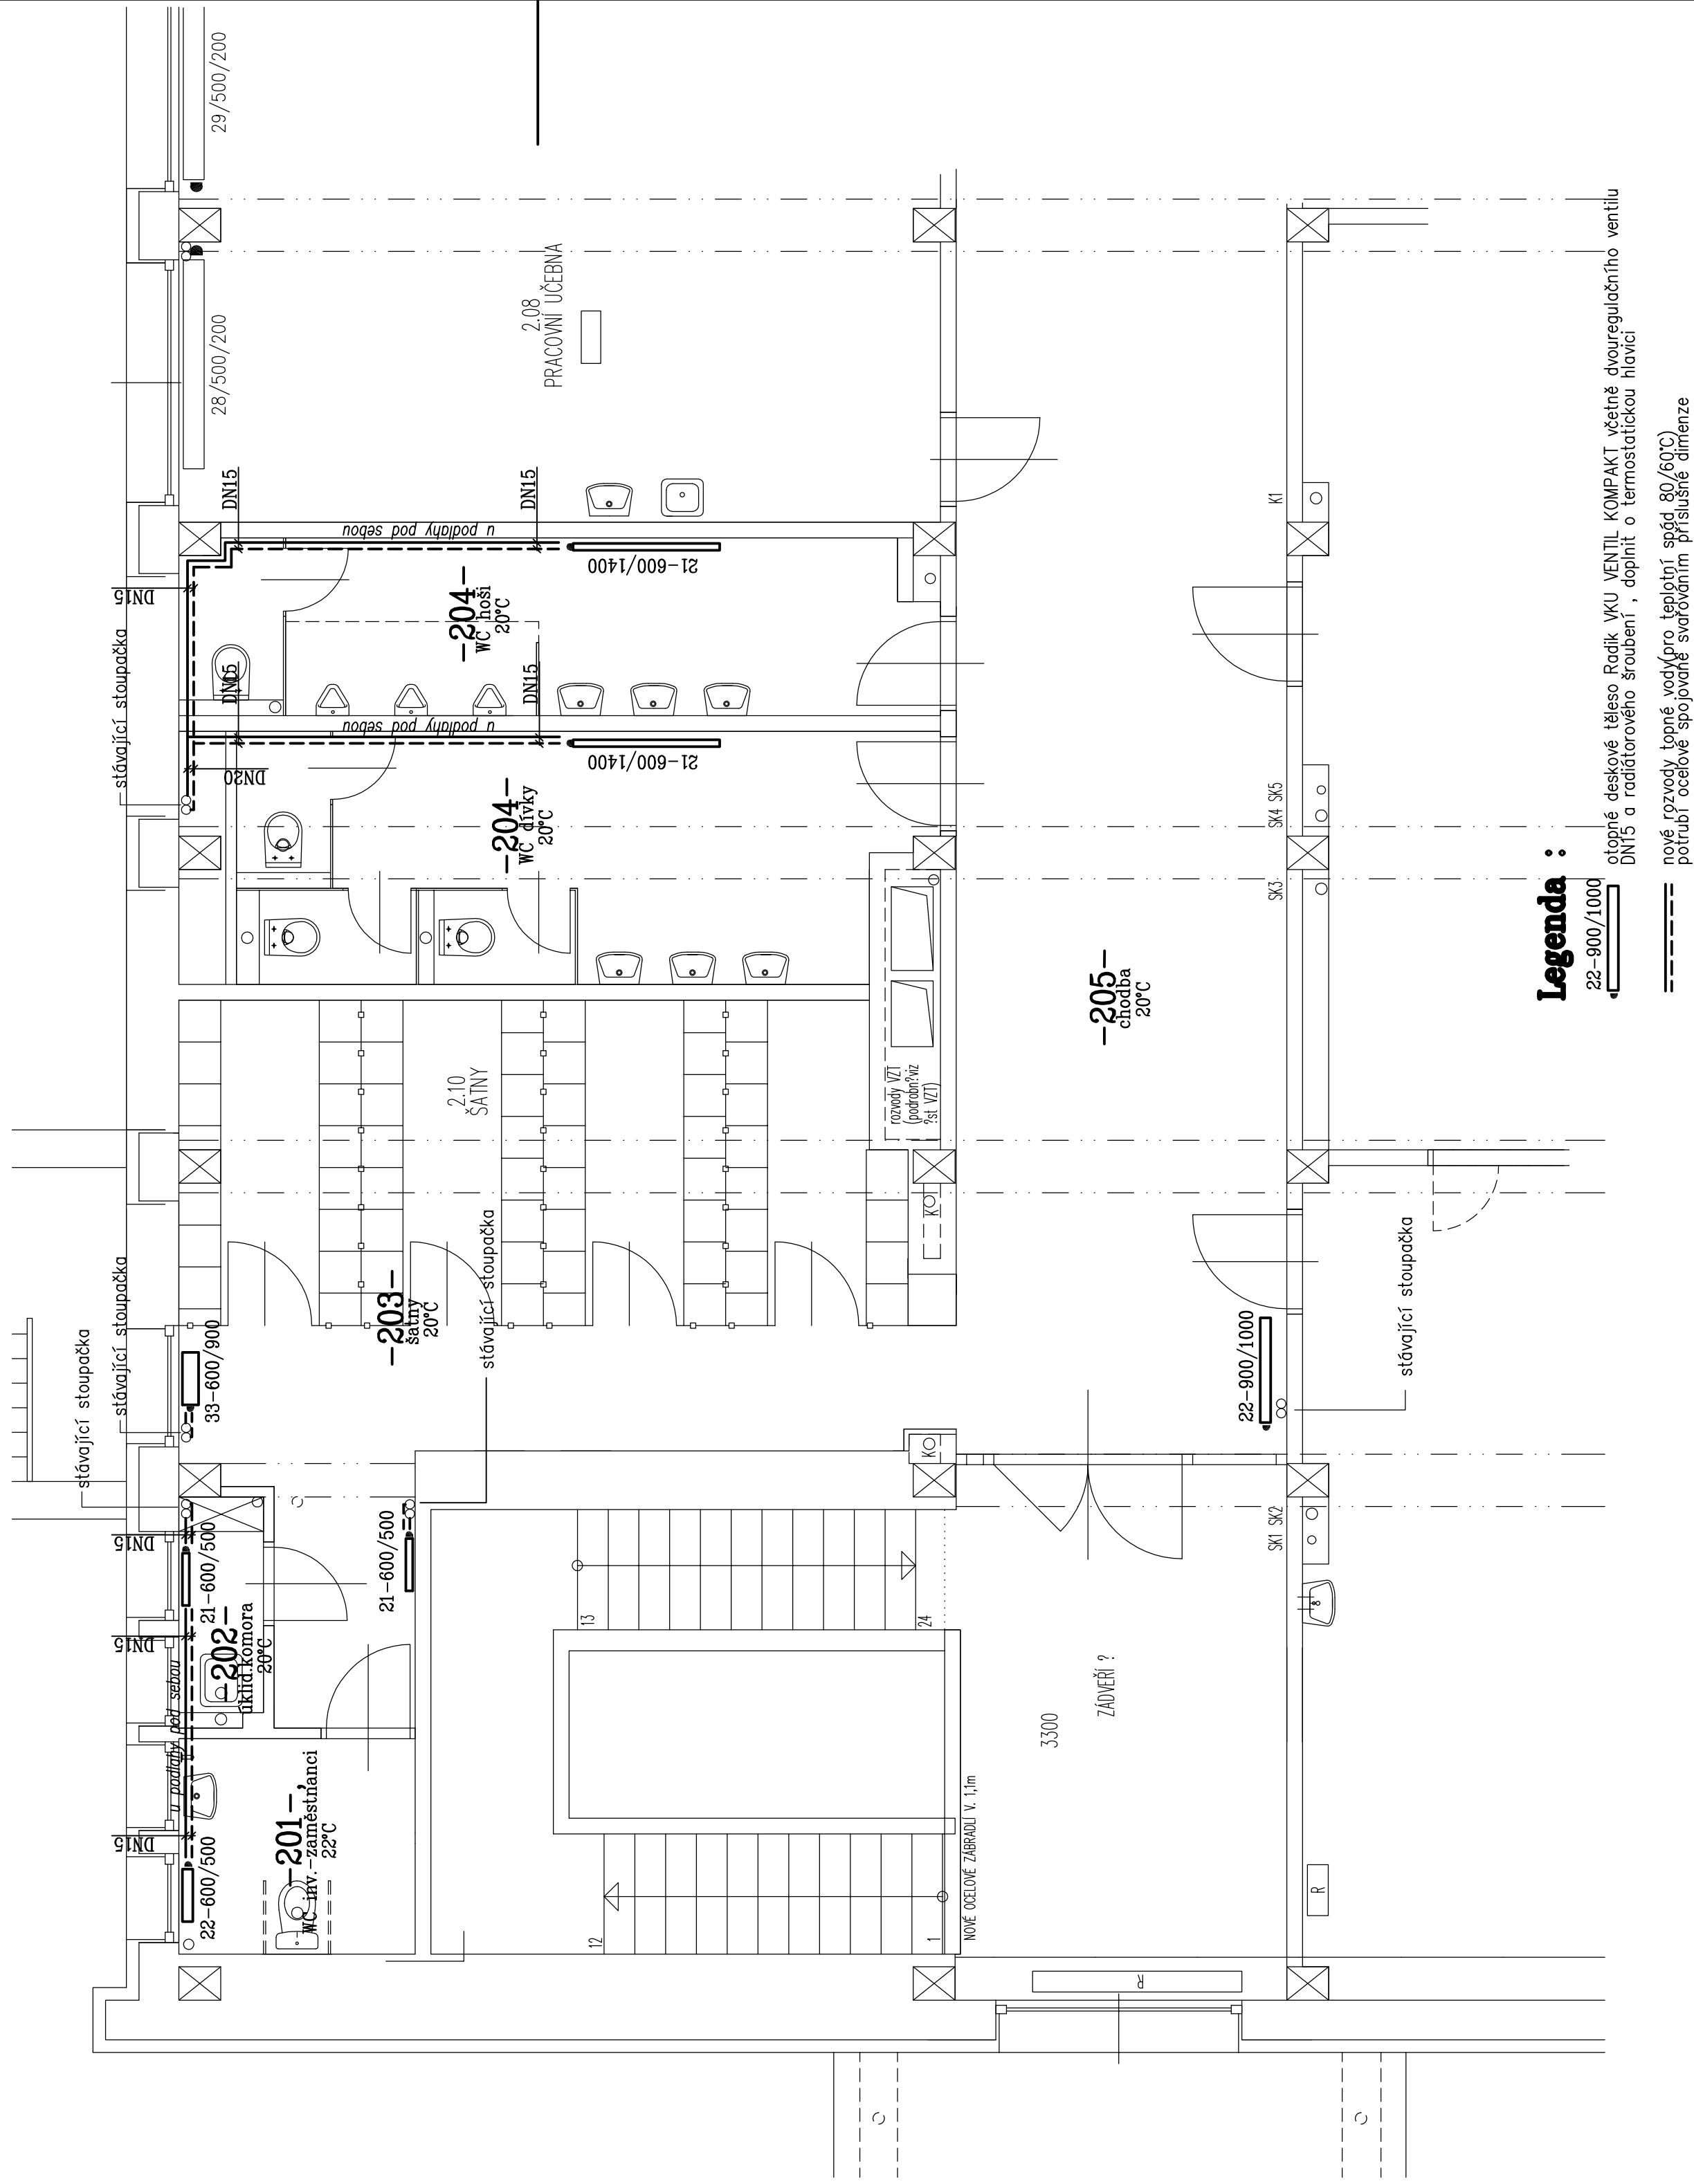 29/500/200
28/500/200
2.08
PRACOVNÍ UČEBNA
DN15
DN15
u podlahy pod sebou
21-600/1400
DN15
-204-
WC hoši
20°C
stávající stoupačka
DN15
DN15
u podlahy pod sebou
21-600/1400
DN20
-204-
WC dívky
20°C
K1
SK4 SK5
SK3
-205-
chodba
20°C
2.10
ŠATNY
rozvody VZT
(podrobn?viz
?st VZT)
K
-203-
šatny
20°C
stávající stoupačka
stávající stoupačka
stávající stoupačka
33-600/900
22-900/1000
stávající stoupačka
K
SK1 SK2
DN15
21-600/500
21-600/500
DN15
-202-
úklid.komora
20°C
u podlahy pod sebou
DN15
22-600/500
-201-
WC inv.-zaměstnanci
22°C
13
24
12
1
NOVÉ OCELOVÉ ZÁBRADLÍ V. 1,1m
3300
ZÁDVEŘÍ ?
R
R
Legenda :
22-900/1000
otopné deskové těleso Radik VKU VENTIL KOMPAKT včetně dvouregulačního ventilu
DN15 a radiátorového šroubení , doplnit o termostatickou hlavici
nové rozvody topné vody(pro teplotní spád 80/60°C)
potrubí ocelové spojované svařováním příslušné dimenze